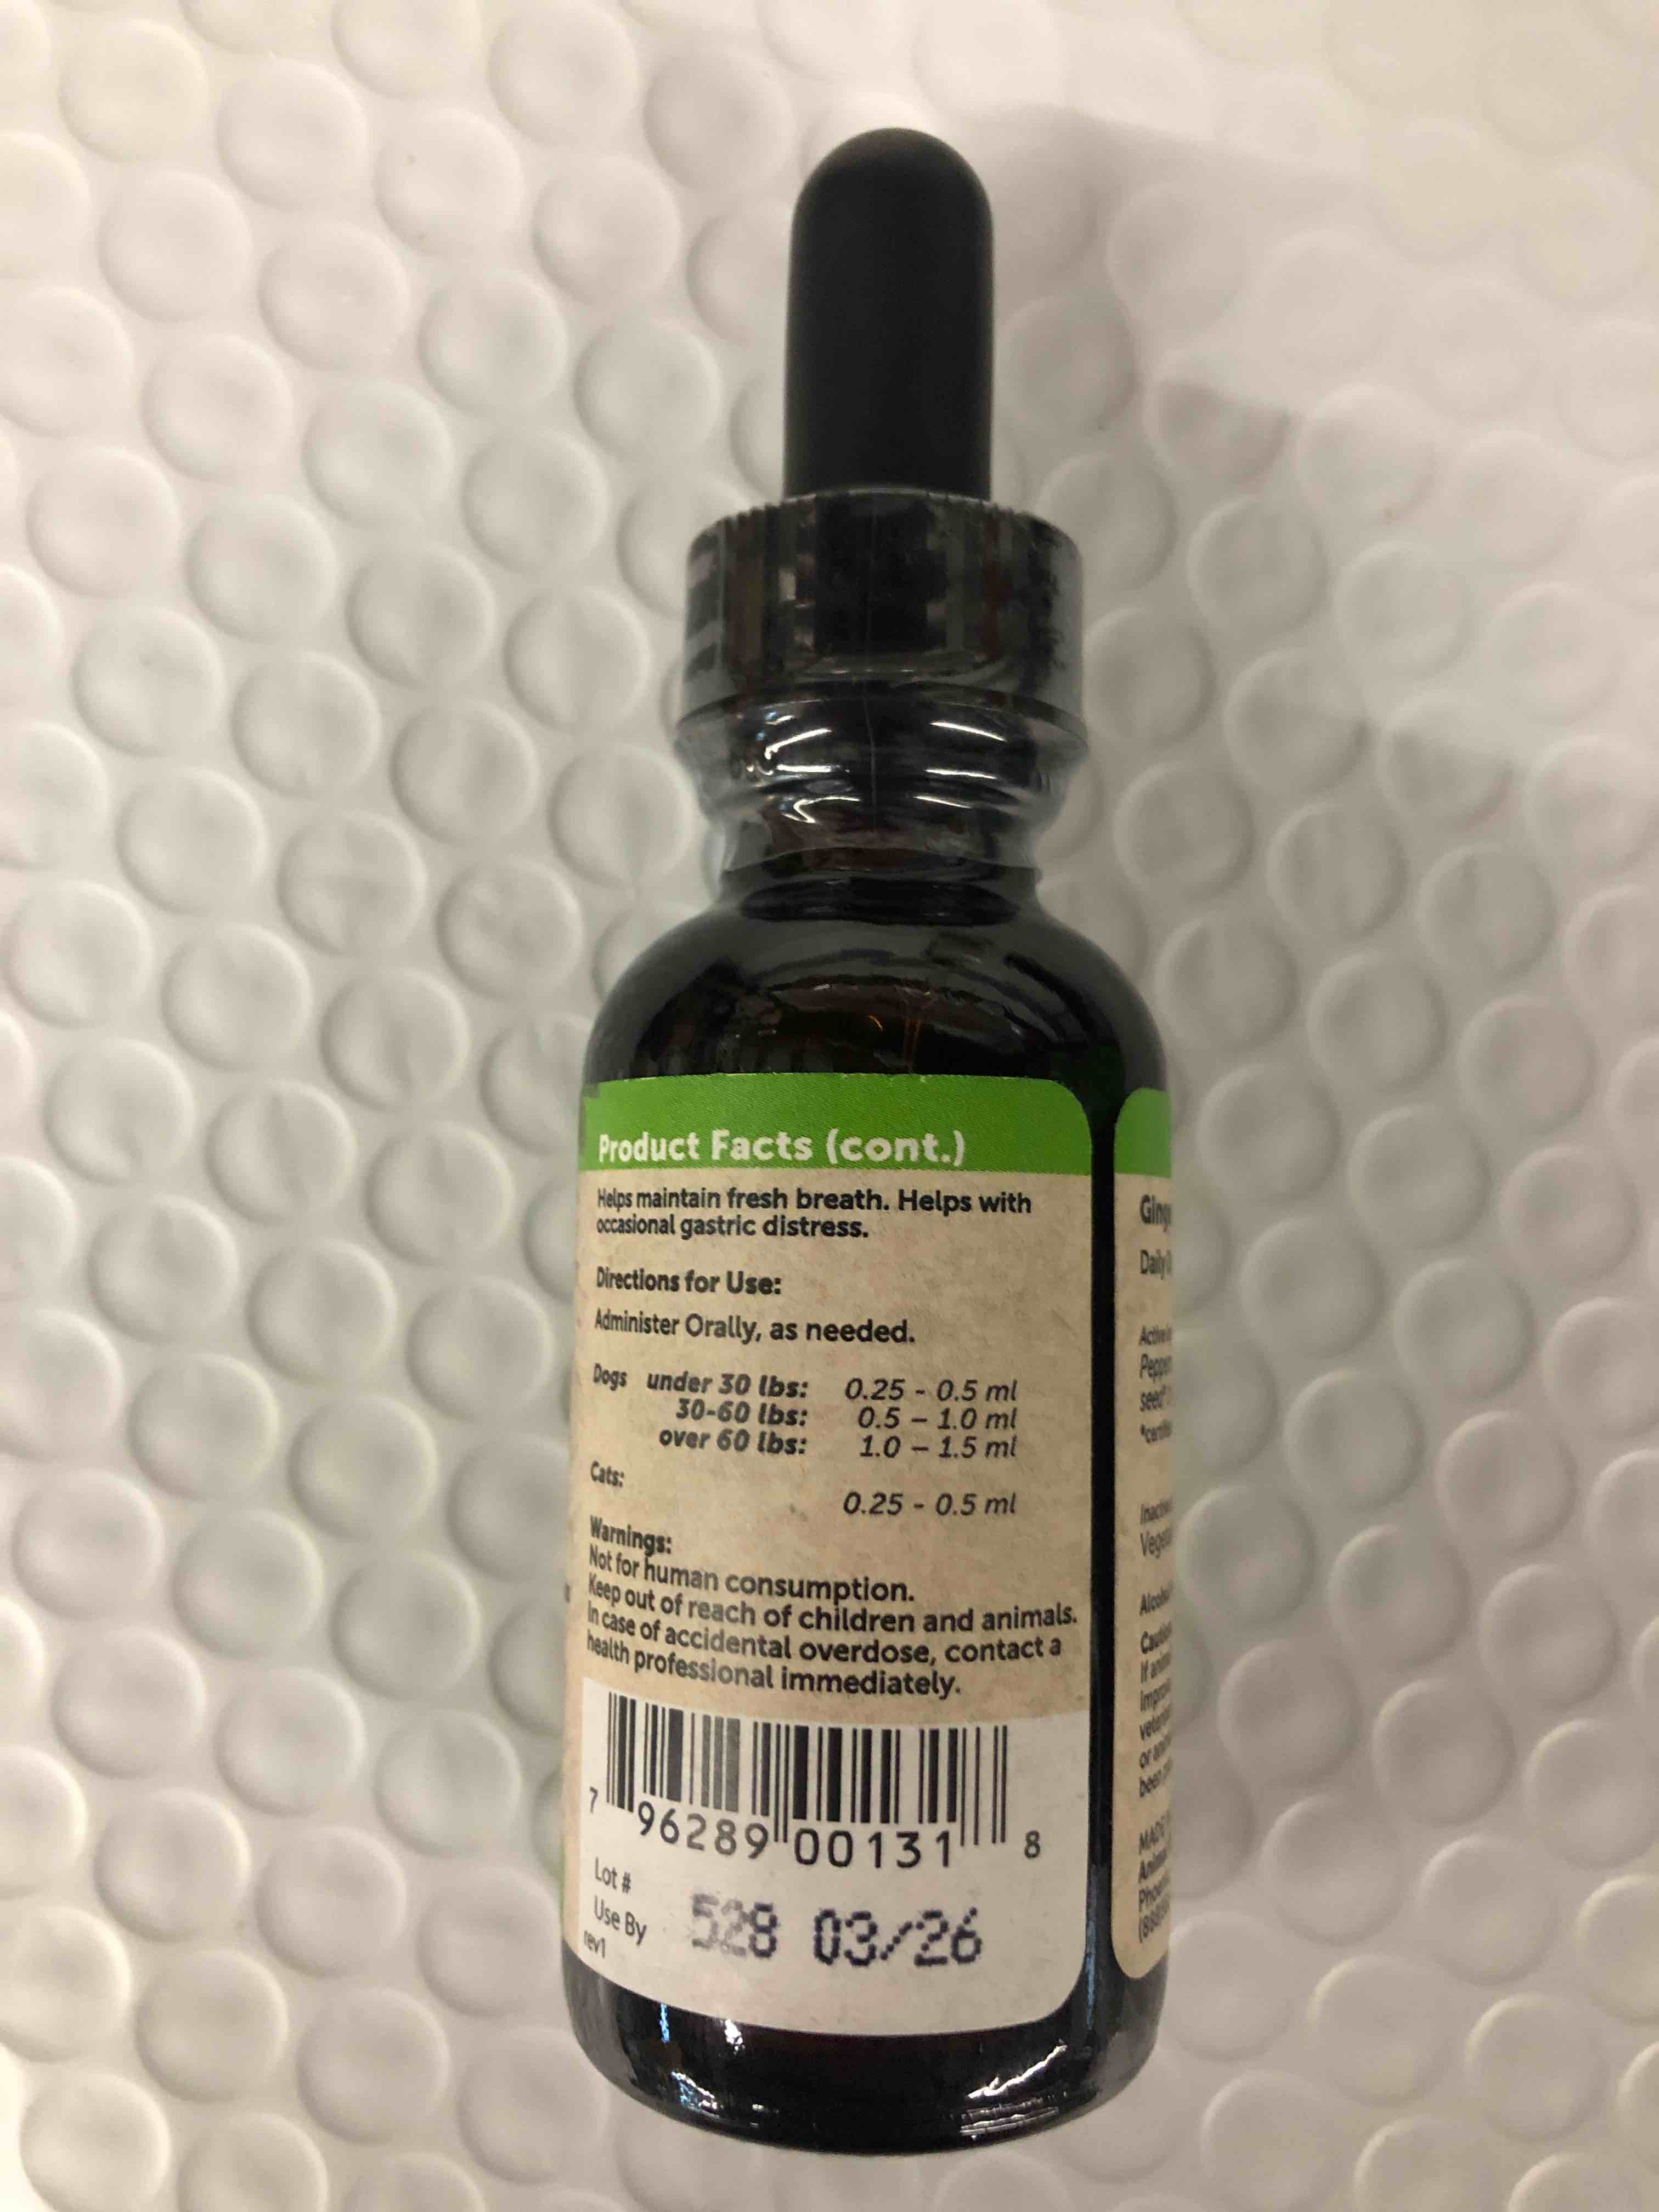 Product Facts (cont.)
Helps maintain fresh breath. Helps with
occasional gastric distress.
Directions for Use:
Administer Orally, as needed.
Dogs under 30 lbs: 0.25 - 0.5 ml
30-60 lbs: 0.5 – 1.0 ml
over 60 lbs: 1.0 – 1.5 ml
Cats:
0.25 - 0.5 ml
Warnings:
Not for human consumption.
Keep out of reach of children and animals.
In case of accidental overdose, contact a
health professional immediately.
7 96289 00131 8
Lot #
Use By 528 03/26
rev1
Daily